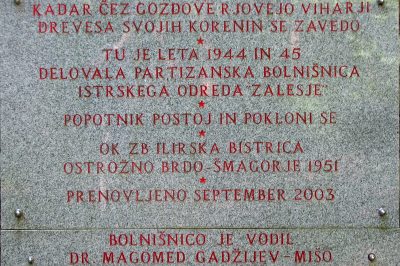 KADAR ČEZ GOZDOVE RJOVEJO VIHARJI
DREVESA SVOJIH KORENIN SE ZAVEDO.
TU JE LETA 1944 IN 45
DELOVALA PARTIZANSKA BOLNIŠNICA
ISTRSKEGA ODREDA "ZALESJE"
POPOTNIK POSTOJ IN POKLONI SE
OK ZB ILIRSKA BISTRICA
OSTROŽNO BRDO-ŠMAGORJE 1951
PRENOVLJENO SEPTEMBER 2003
BOLNIŠNICO JE VODIL
DR MAGOMED GADŽIJEV-MIŠO